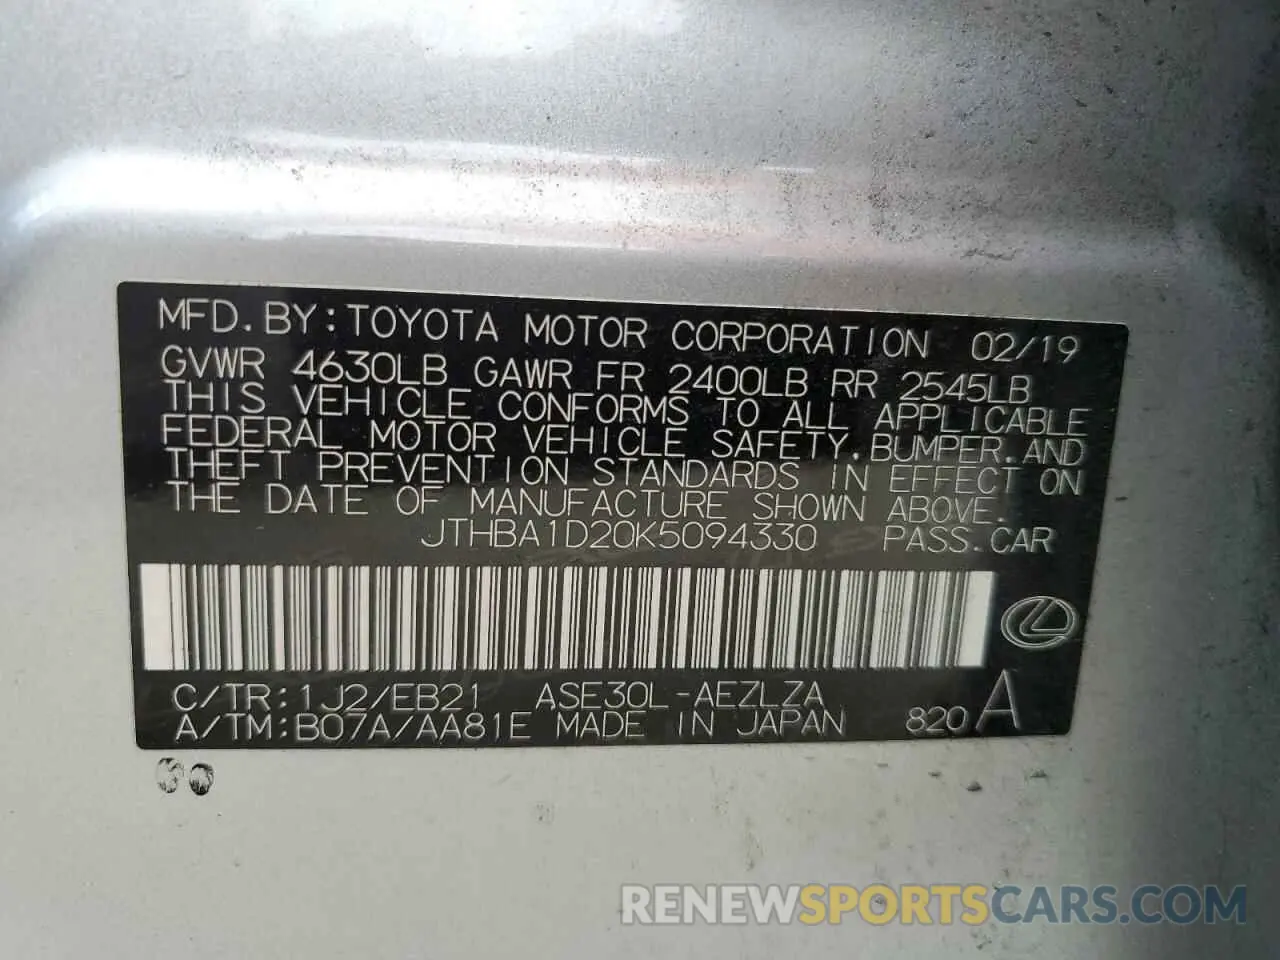 MFD.BY:TOYOTA MOTOR CORPORATION 02/19
GVWR 4630LB GAWR FR 2400LB RR 2545LB
THIS VEHICLE CONFORMS TO ALL APPLICABLE
FEDERAL MOTOR VEHICLE SAFETY,BUMPER,AND
THEFT PREVENTION STANDARDS IN EFFECT ON
THE DATE OF MANUFACTURE SHOWN ABOVE.
JTHBA1D20K5094330 PASS.CAR
C/TR:1J2/EB21 ASE30L-AEZLZA
A/TM:B07A/AA81E MADE IN JAPAN 820A
RENEWSPORTSCARS.COM